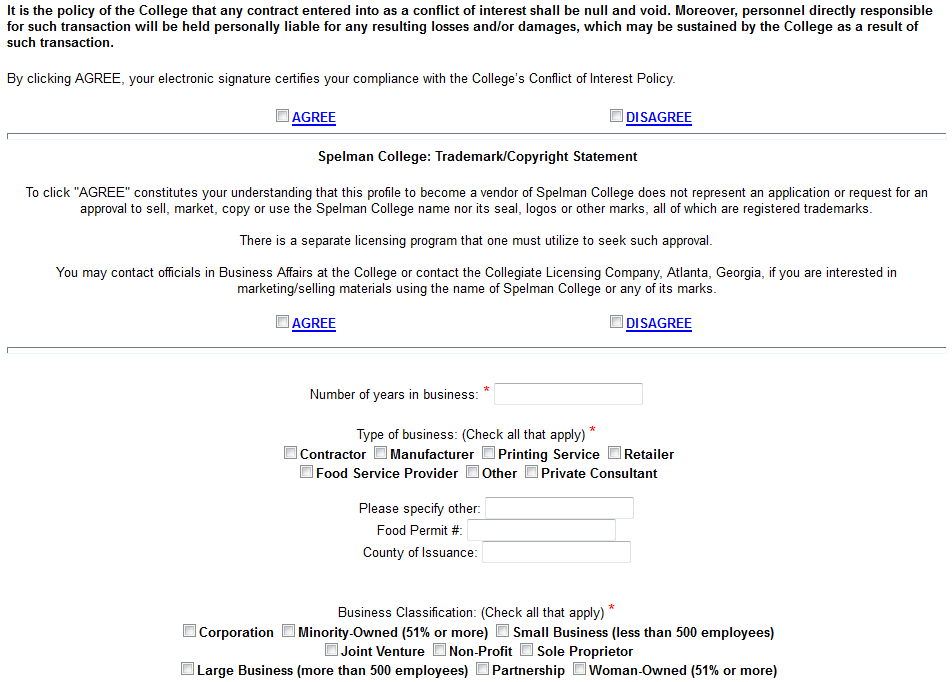 It is the policy of the College that any contract entered into as a conflict of interest shall be null and void. Moreover, personnel directly responsible
for such transaction will be held personally liable for any resulting losses and/or damages, which may be sustained by the College as a result of
such transaction.
By clicking AGREE, your electronic signature certifies your compliance with the College's Conflict of Interest Policy.
AGREE DISAGREE
Spelman College: Trademark/Copyright Statement
To click "AGREE" constitutes your understanding that this profile to become a vendor of Spelman College does not represent an application or request for an
approval to sell, market, copy or use the Spelman College name nor its seal, logos or other marks, all of which are registered trademarks.
There is a separate licensing program that one must utilize to seek such approval.
You may contact officials in Business Affairs at the College or contact the Collegiate Licensing Company, Atlanta, Georgia, if you are interested in
marketing/selling materials using the name of Spelman College or any of its marks.
AGREE DISAGREE
Number of years in business: *
Type of business: (Check all that apply) *
Contractor Manufacturer Printing Service Retailer
Food Service Provider Other Private Consultant
Please specify other:
Food Permit #:
County of Issuance:
Business Classification: (Check all that apply) *
Corporation Minority-Owned (51% or more) Small Business (less than 500 employees)
Joint Venture Non-Profit Sole Proprietor
Large Business (more than 500 employees) Partnership Woman-Owned (51% or more)